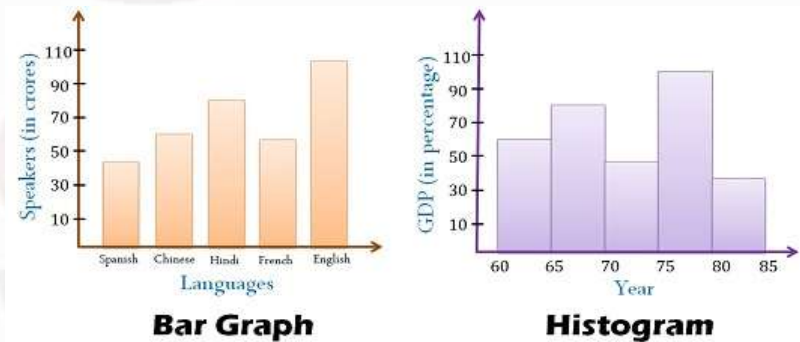 Speakers (in crores)
110
90
70
50
30
10
Spanish Chinese Hindi French English
Languages
Bar Graph
GDP (in percentage)
110
90
70
50
30
10
60 65 70 75 80 85
Year
Histogram